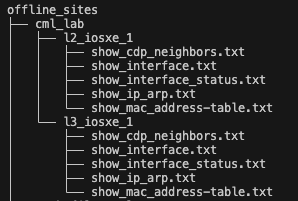 offline_sites
├── cml_lab
│   ├── l2_iosxe_1
│   │   ├── show_cdp_neighbors.txt
│   │   ├── show_interface.txt
│   │   ├── show_interface_status.txt
│   │   ├── show_ip_arp.txt
│   │   └── show_mac_address-table.txt
│   └── l3_iosxe_1
│       ├── show_cdp_neighbors.txt
│       ├── show_interface.txt
│       ├── show_interface_status.txt
│       ├── show_ip_arp.txt
│       └── show_mac_address-table.txt